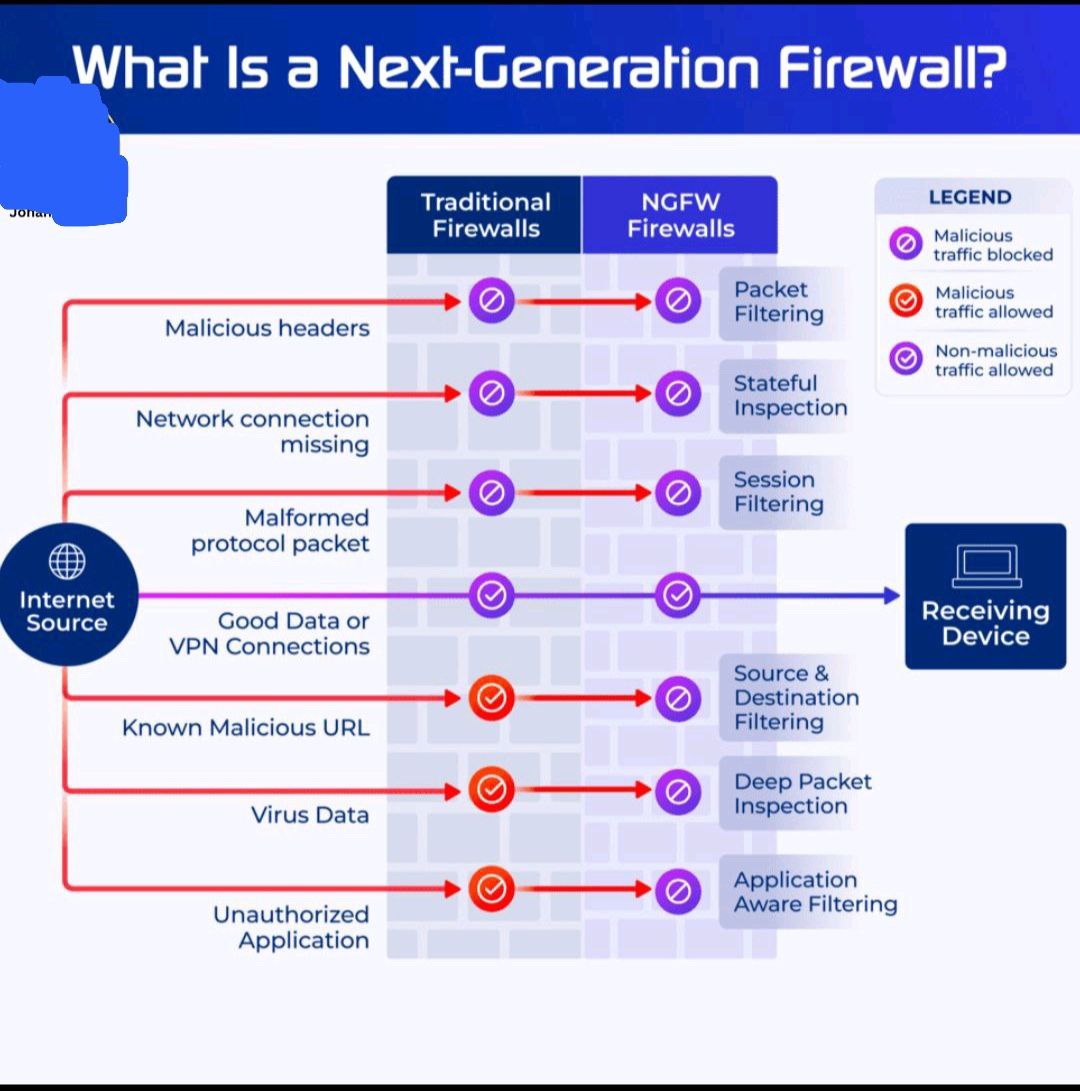 What Is a Next-Generation Firewall?
Traditional
Firewalls
NGFW
Firewalls
LEGEND
Malicious
traffic blocked
Malicious
traffic allowed
Non-malicious
traffic allowed
Malicious headers
Packet
Filtering
Network connection
missing
Stateful
Inspection
Malformed
protocol packet
Session
Filtering
Internet
Source
Good Data or
VPN Connections
Receiving
Device
Known Malicious URL
Source &
Destination
Filtering
Virus Data
Deep Packet
Inspection
Unauthorized
Application
Application
Aware Filtering